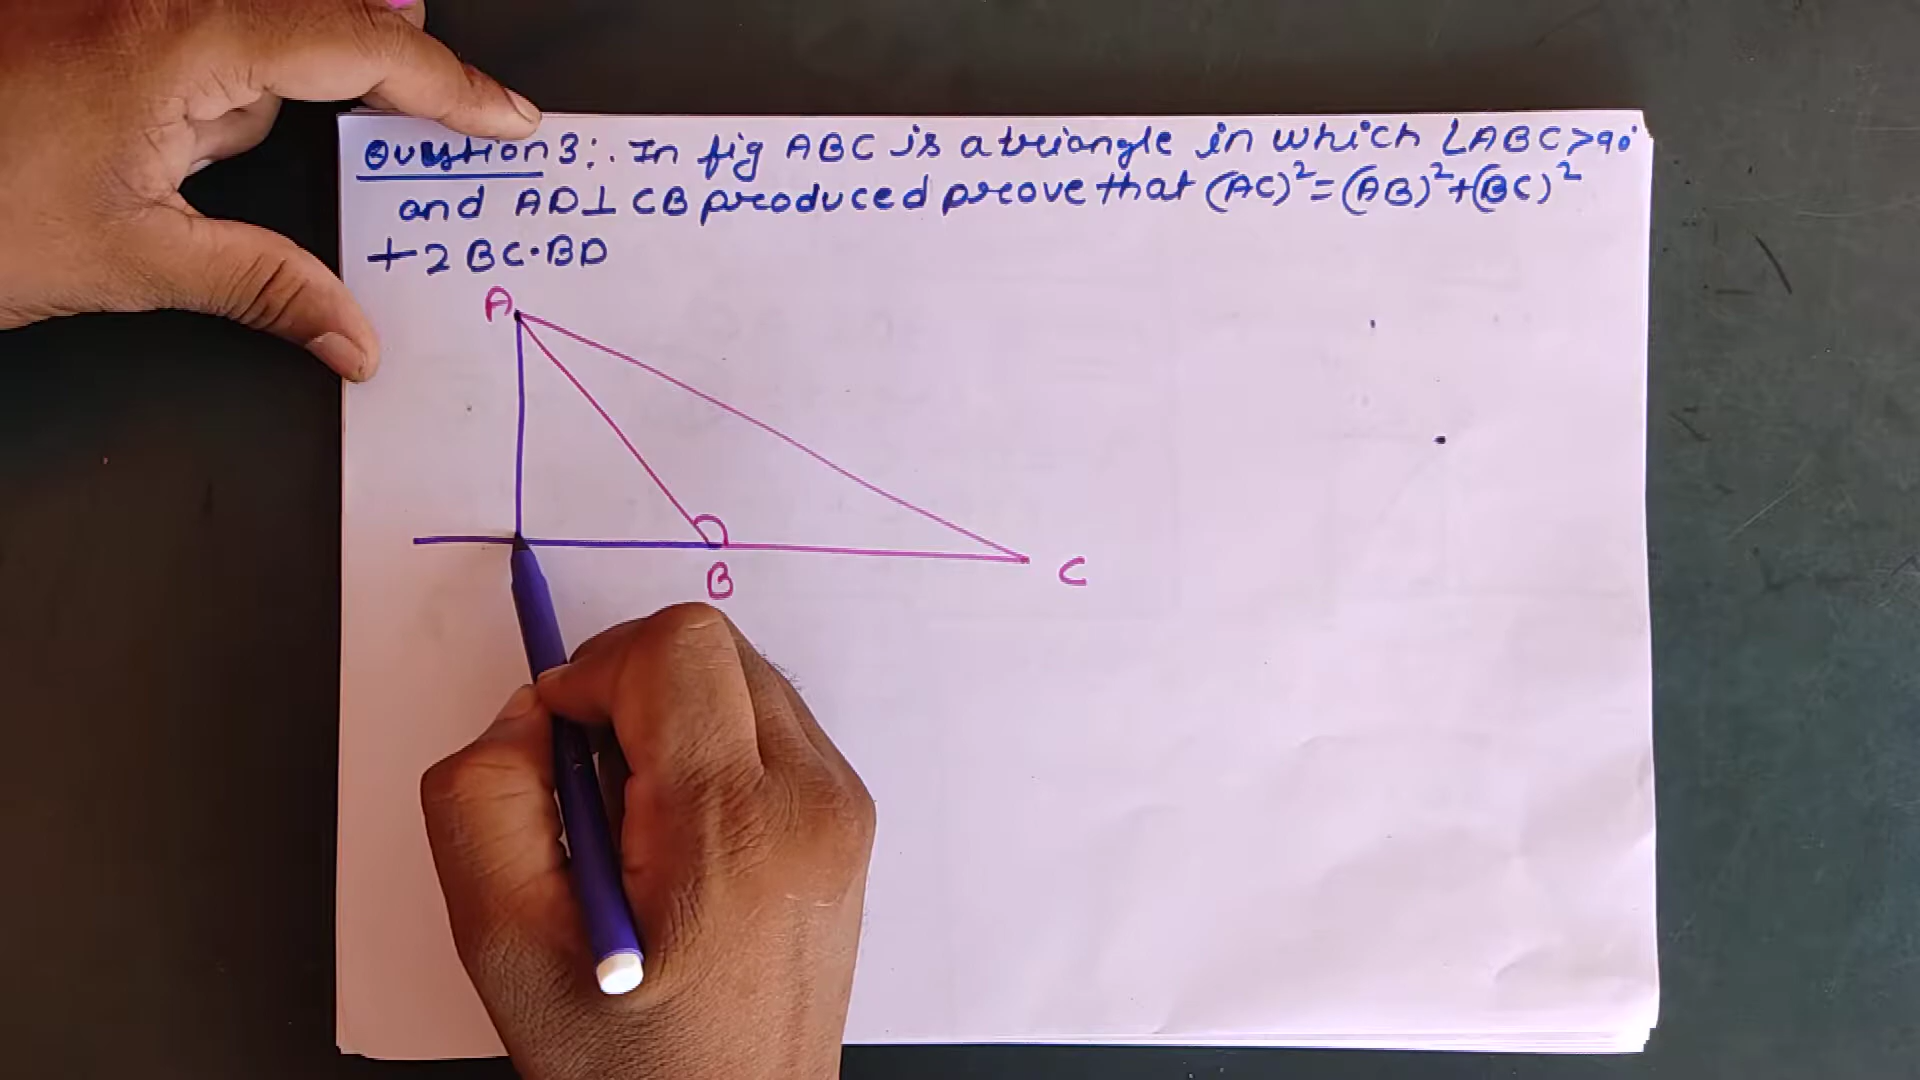 Question 3:. In fig ABC is a triangle in which ∠ABC>90°
and AD⊥CB produced prove that (AC)²=(AB)²+(BC)²
+2BC·BD
A
B
C